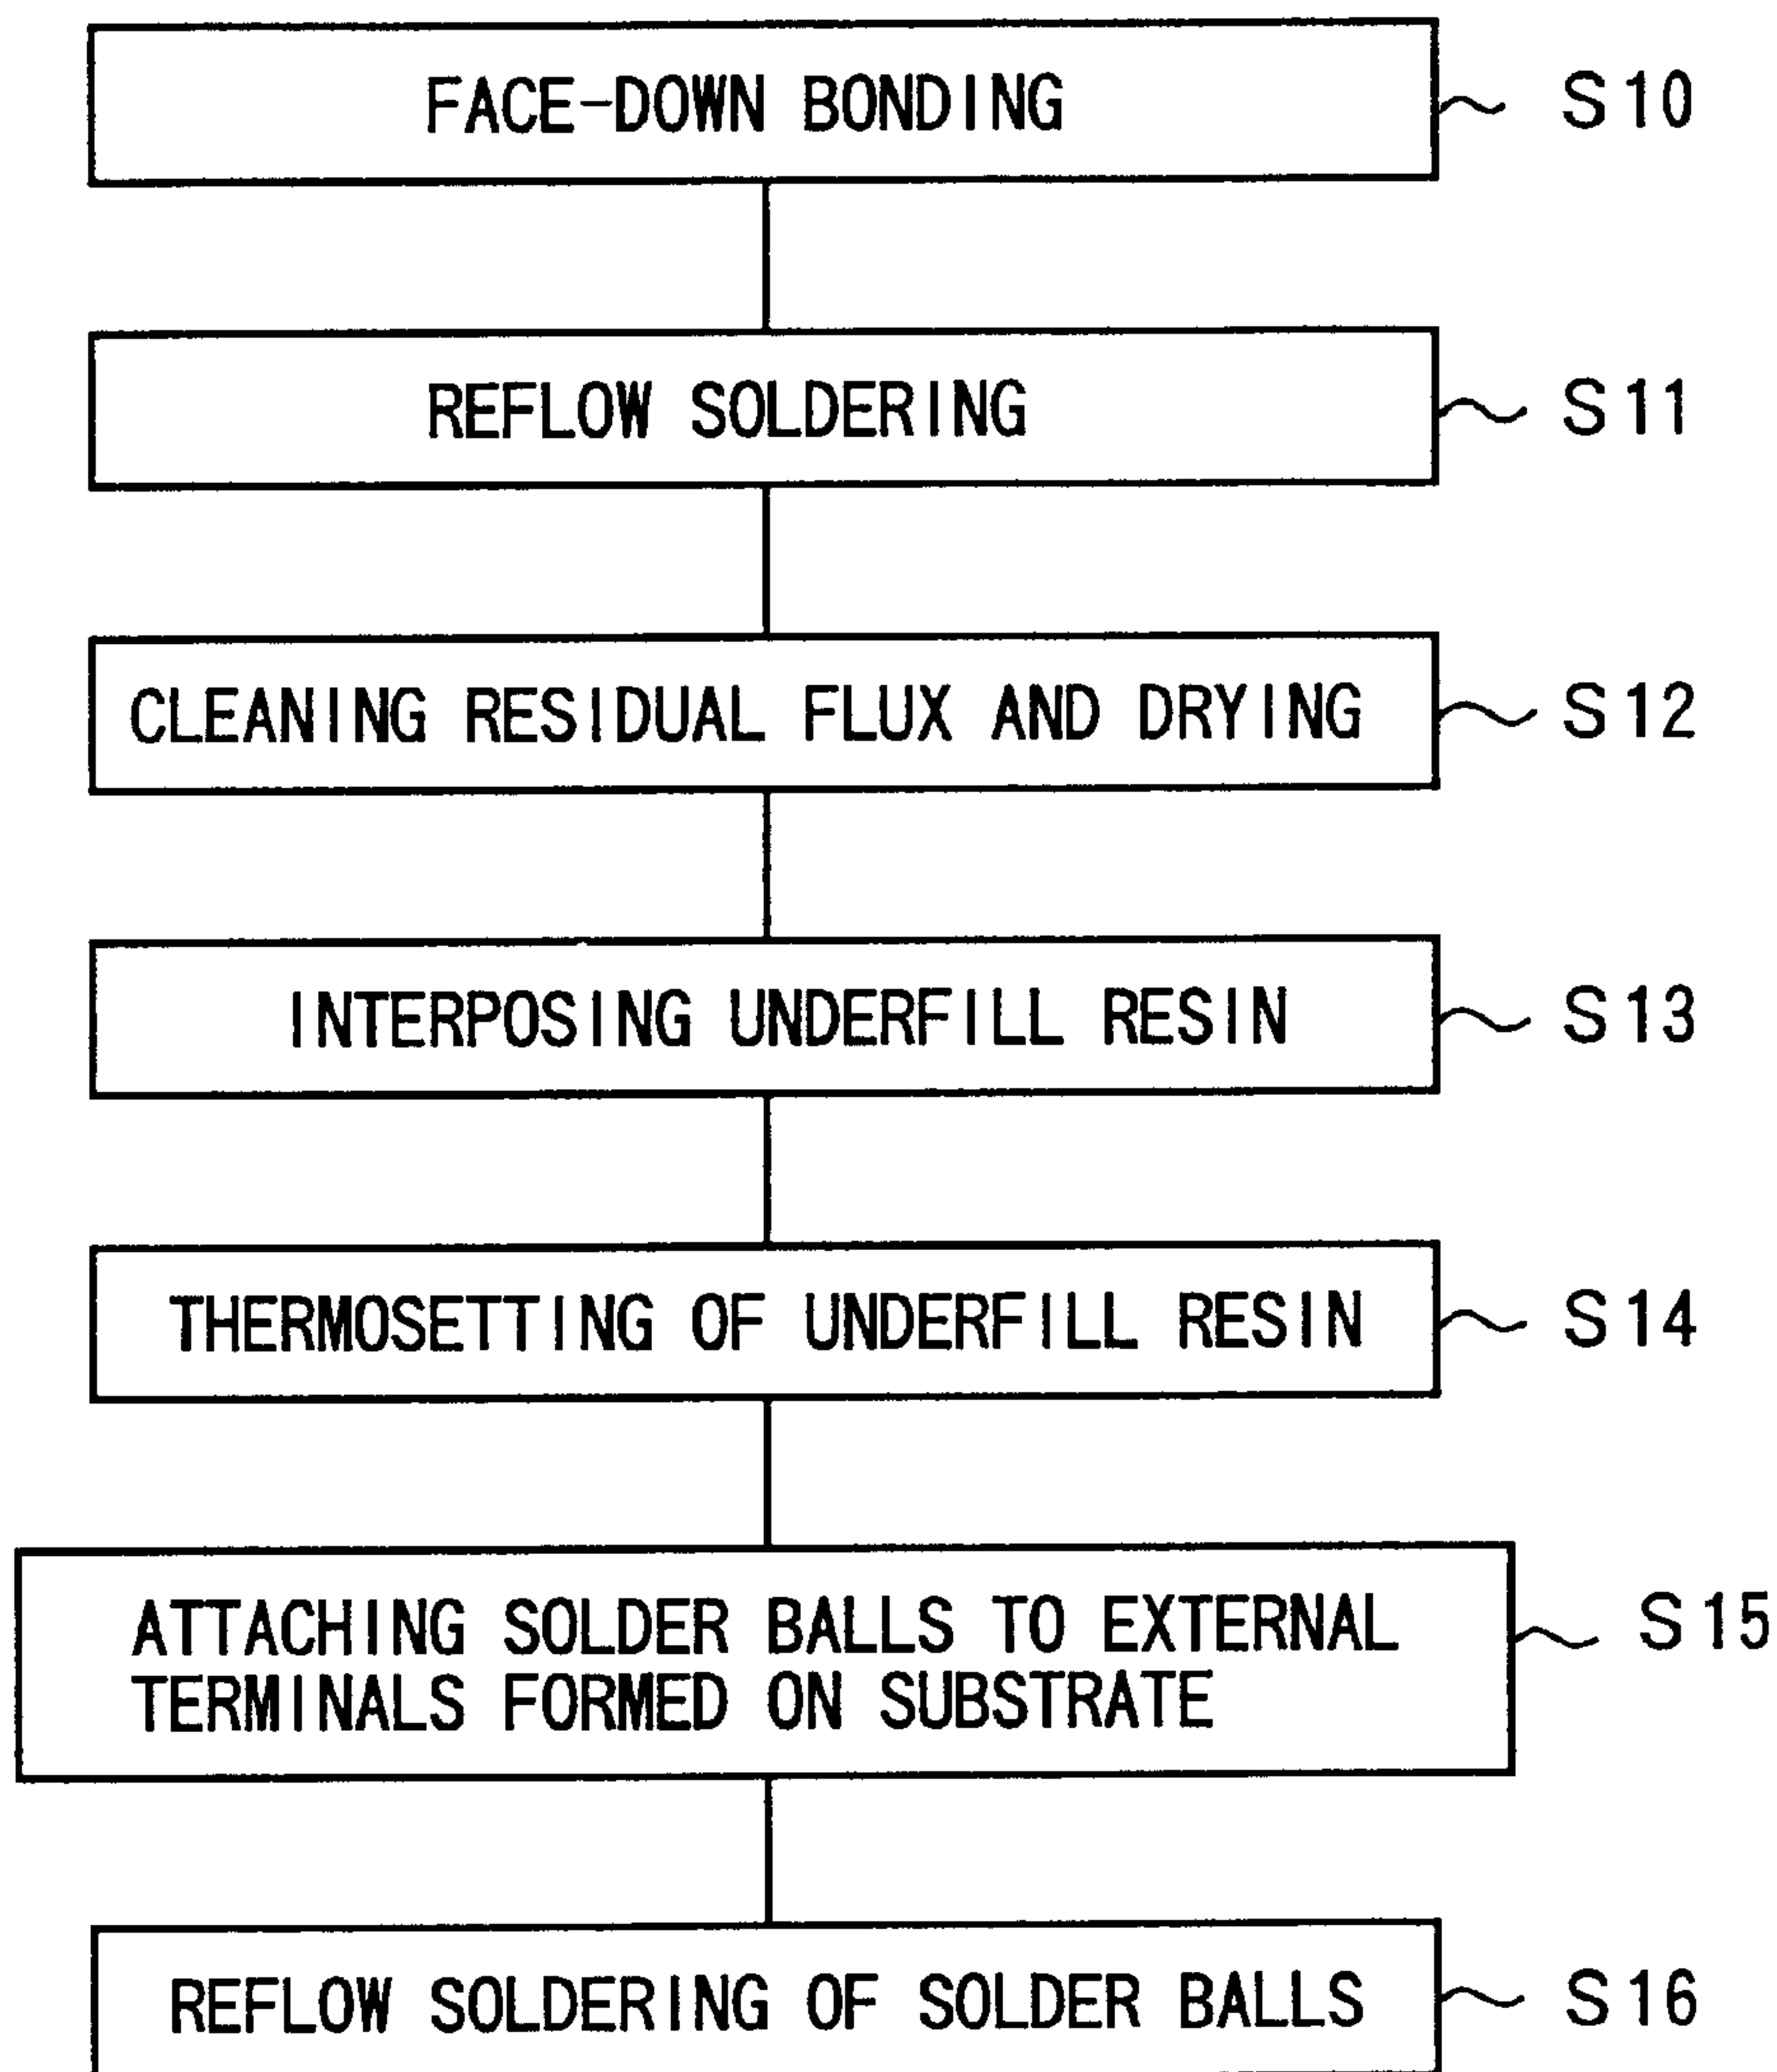 FACE-DOWN BONDING S10
REFLOW SOLDERING S11
CLEANING RESIDUAL FLUX AND DRYING S12
INTERPOSING UNDERFILL RESIN S13
THERMOSETTING OF UNDERFILL RESIN S14
ATTACHING SOLDER BALLS TO EXTERNAL S15
TERMINALS FORMED ON SUBSTRATE
REFLOW SOLDERING OF SOLDER BALLS S16